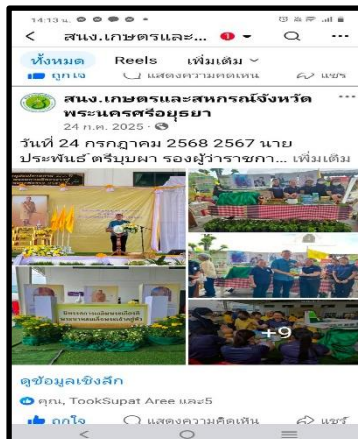 14:13 น.
สนง.เกษตรและ...
ทั้งหมด Reels เพิ่มเติม
ถูกใจ แสดงความคิดเห็น แชร์
สนง.เกษตรและสหกรณ์จังหวัด
พระนครศรีอยุธยา
24 ก.ค. 2025 ·
วันที่ 24 กรกฎาคม 2568 2567 นาย
ประพันธ์ ตรีบุบผา รองผู้ว่าราชกา... เพิ่มเติม
+9
ดูข้อมูลเชิงลึก
คุณ, TookSupat Aree และ5
ถูกใจ แสดงความคิดเห็น แชร์